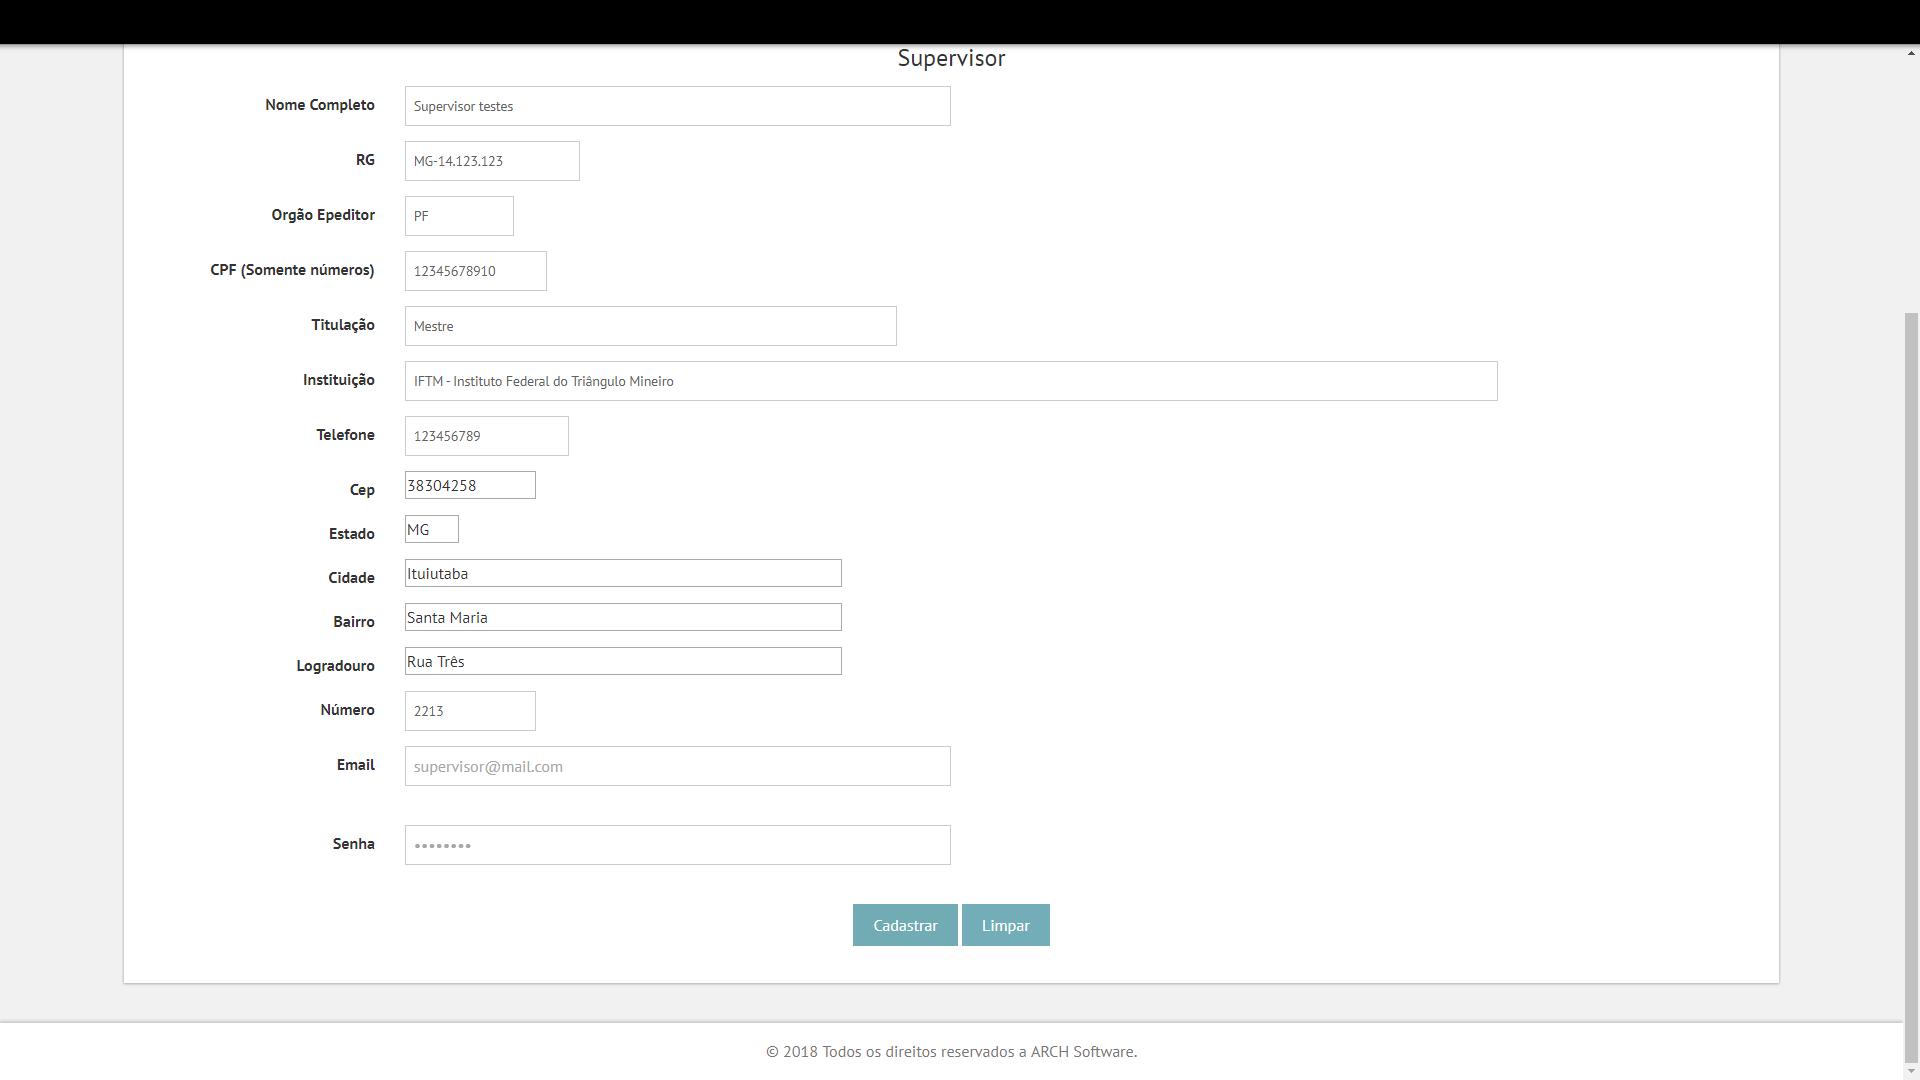 Supervisor
Nome Completo Supervisor testes
RG MG-14.123.123
Orgão Epeditor PF
CPF (Somente números) 12345678910
Titulação Mestre
Instituição IFTM - Instituto Federal do Triângulo Mineiro
Telefone 123456789
Cep 38304258
Estado MG
Cidade Ituiutaba
Bairro Santa Maria
Logradouro Rua Três
Número 2213
Email supervisor@mail.com
Senha ••••••••
Cadastrar Limpar
© 2018 Todos os direitos reservados a ARCH Software.